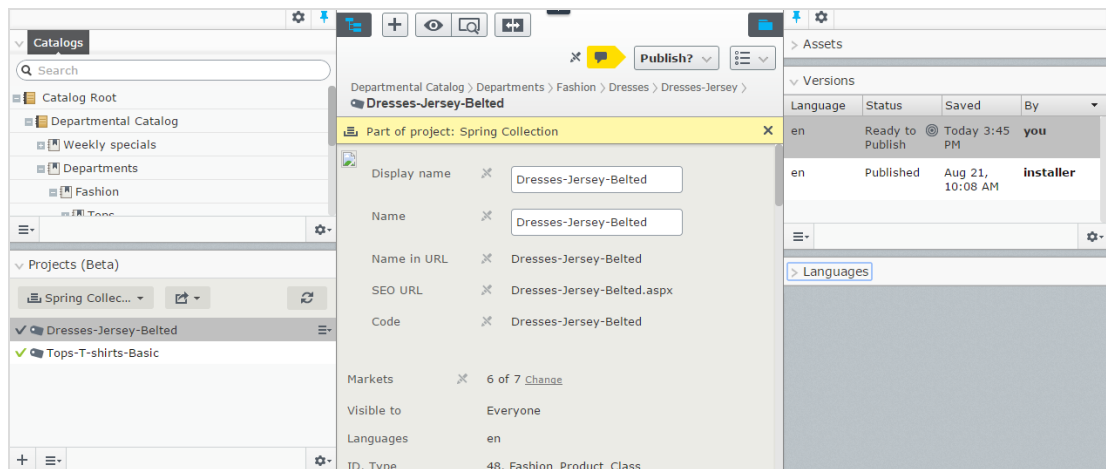 Catalogs
Search
Catalog Root
Departmental Catalog
Weekly specials
Departments
Fashion
Tops
Projects (Beta)
Spring Collec...
Dresses-Jersey-Belted
Tops-T-shirts-Basic
Publish?
Departmental Catalog > Departments > Fashion > Dresses > Dresses-Jersey >
Dresses-Jersey-Belted
Part of project: Spring Collection
Display name Dresses-Jersey-Belted
Name Dresses-Jersey-Belted
Name in URL Dresses-Jersey-Belted
SEO URL Dresses-Jersey-Belted.aspx
Code Dresses-Jersey-Belted
Markets 6 of 7 Change
Visible to Everyone
Languages en
ID, Type 48, Fashion_Product_Class
Assets
Versions
Language Status Saved By
en Ready to Today 3:45 you
Publish PM
en Published Aug 21, installer
10:08 AM
Languages